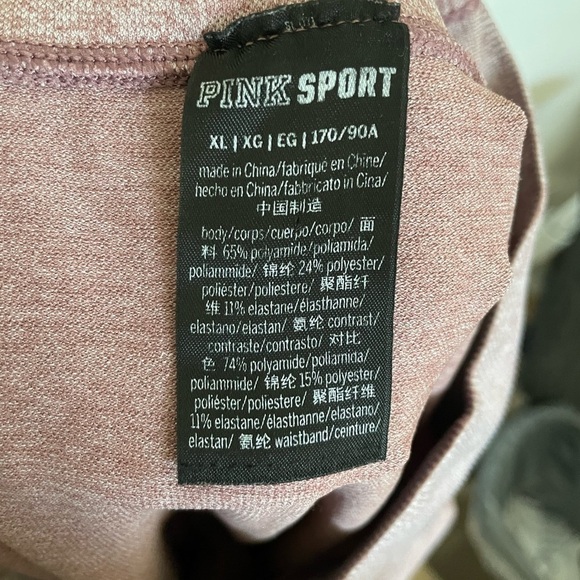 PINK SPORT
XL | XG | EG | 170/90A
made in China/fabriqué en Chine/
hecho en China/fabbricato in Cina/
中国制造
body/corps/cuerpo/corpo/ 面
料 65% polyamide/poliamida/
poliammide/ 锦纶 24% polyester/
poliéster/poliestere/ 聚酯纤
维 11% elastane/élasthanne/
elastano/elastan/ 氨纶 contrast/
contraste/contrasto/ 对比
色 74% polyamide/poliamida/
poliammide/ 锦纶 15% polyester/
poliéster/poliestere/ 聚酯纤维
11% elastane/élasthanne/elastano/
elastan/ 氨纶 waistband/ceinture/